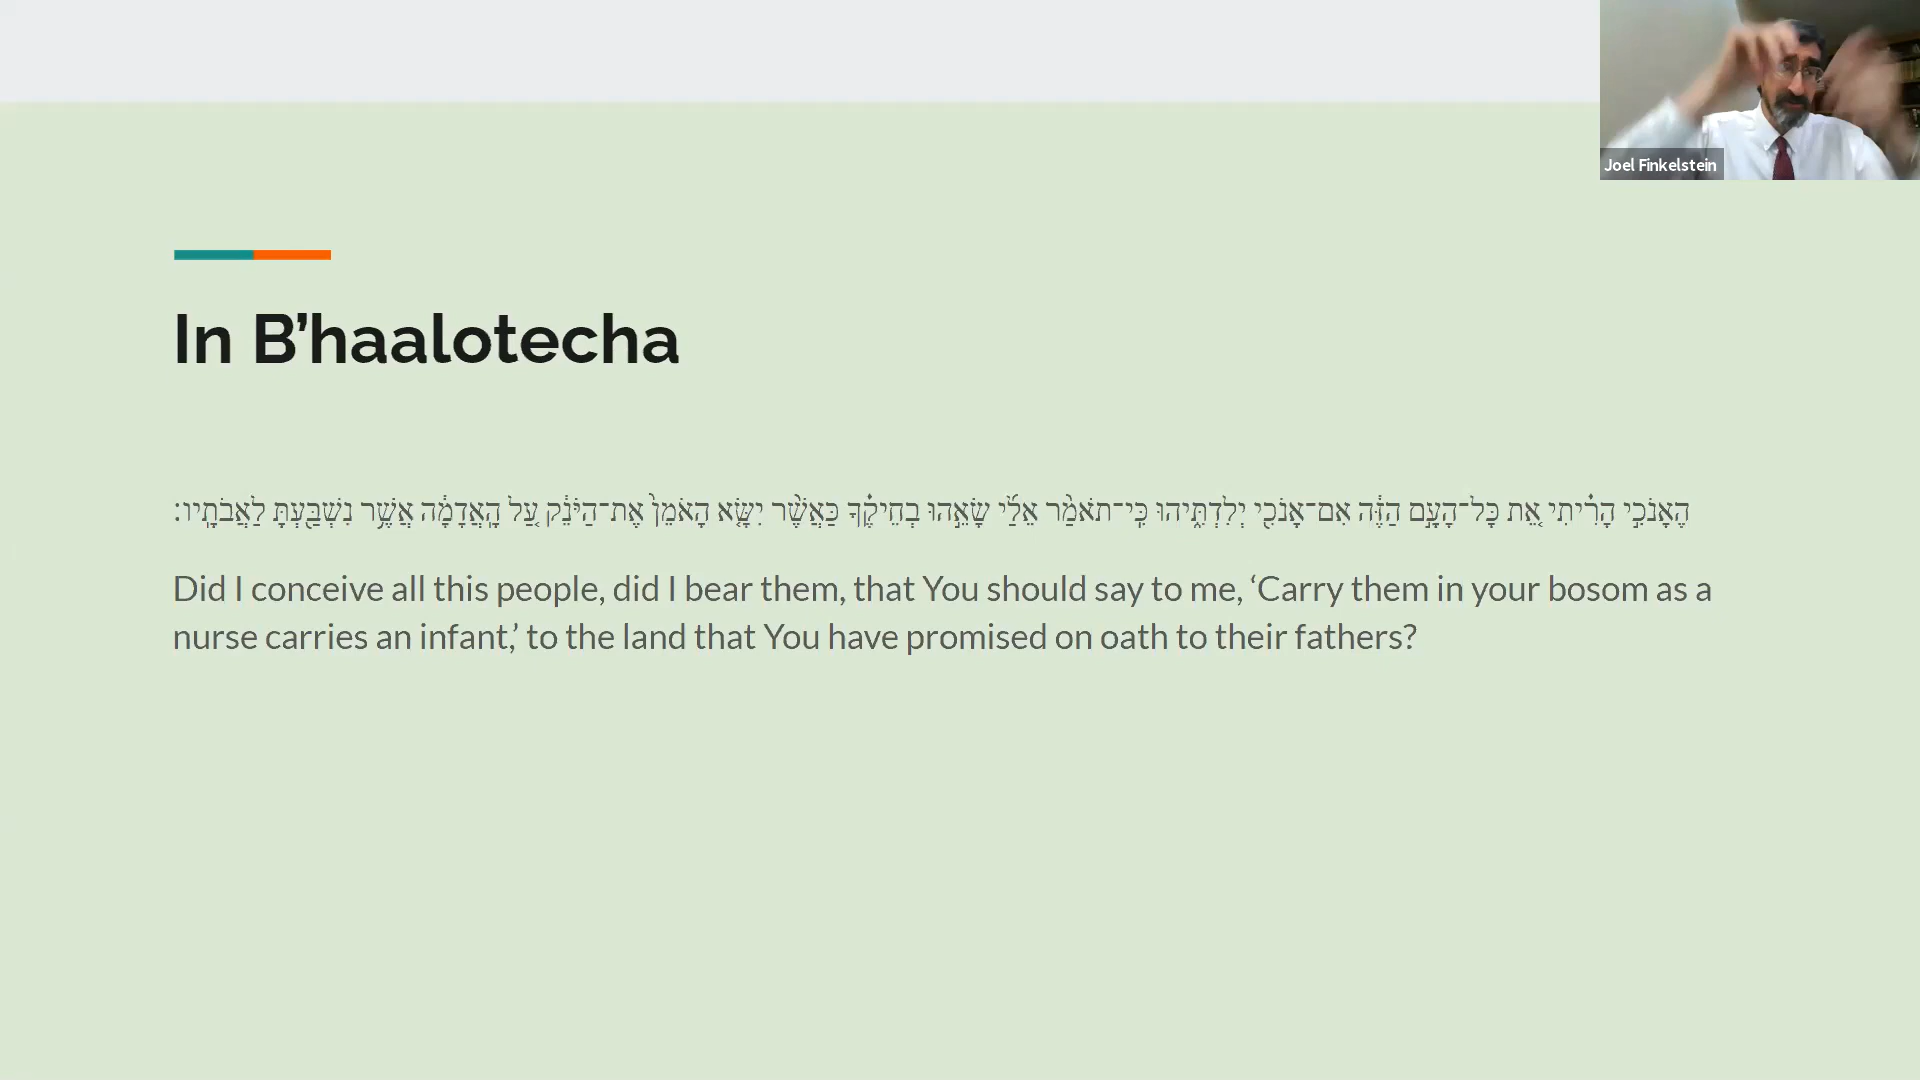 Joel Finkelstein
In B’haalotecha
הֶאָנֹכִ֣י הָרִ֗יתִי אֵ֚ת כׇּל־הָעָ֣ם הַזֶּ֔ה אִם־אָנֹכִ֖י יְלִדְתִּ֑יהוּ כִּֽי־תֹאמַ֨ר אֵלַ֜י שָׂאֵ֣הוּ בְחֵיקֶ֗ךָ כַּאֲשֶׁ֨ר יִשָּׂ֤א הָאֹמֵן֙ אֶת־הַיֹּנֵ֔ק עַ֚ל הָֽאֲדָמָ֔ה אֲשֶׁ֥ר נִשְׁבַּ֖עְתָּ לַאֲבֹתָֽיו׃
Did I conceive all this people, did I bear them, that You should say to me, ‘Carry them in your bosom as a
nurse carries an infant,’ to the land that You have promised on oath to their fathers?